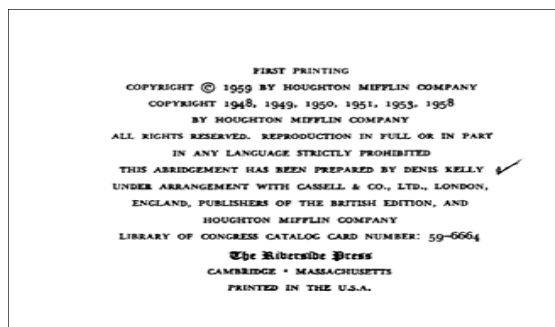 FIRST PRINTING
COPYRIGHT © 1959 BY HOUGHTON MIFFLIN COMPANY
COPYRIGHT 1948, 1949, 1950, 1951, 1953, 1958
BY HOUGHTON MIFFLIN COMPANY
ALL RIGHTS RESERVED. REPRODUCTION IN FULL OR IN PART
IN ANY LANGUAGE STRICTLY PROHIBITED
THIS ABRIDGEMENT HAS BEEN PREPARED BY DENIS KELLY ✓
UNDER ARRANGEMENT WITH CASSELL & CO., LTD., LONDON,
ENGLAND, PUBLISHERS OF THE BRITISH EDITION, AND
HOUGHTON MIFFLIN COMPANY
LIBRARY OF CONGRESS CATALOG CARD NUMBER: 59-6664
The Riverside Press
CAMBRIDGE • MASSACHUSETTS
PRINTED IN THE U.S.A.